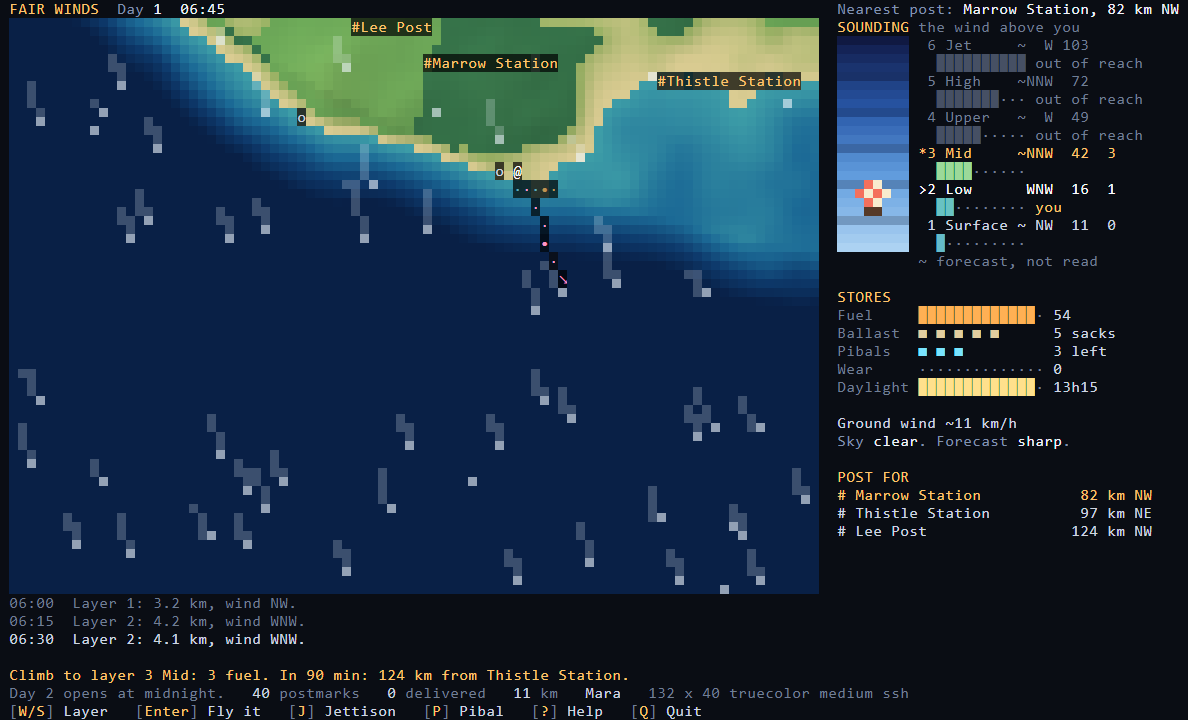 FAIR WINDS  Day 1  06:45
Nearest post: Marrow Station, 82 km NW
#Lee Post
#Marrow Station
#Thistle Station
SOUNDING the wind above you
6 Jet     ~  W 103
out of reach
5 High    ~NNW  72
out of reach
4 Upper   ~  W  49
out of reach
*3 Mid     ~NNW  42  3
>2 Low      WNW  16  1
you
1 Surface ~ NW  11  0
~ forecast, not read
STORES
Fuel 54
Ballast 5 sacks
Pibals 3 left
Wear 0
Daylight 13h15
Ground wind ~11 km/h
Sky clear. Forecast sharp.
POST FOR
# Marrow Station 82 km NW
# Thistle Station 97 km NE
# Lee Post 124 km NW
06:00  Layer 1: 3.2 km, wind NW.
06:15  Layer 2: 4.2 km, wind WNW.
06:30  Layer 2: 4.1 km, wind WNW.
Climb to layer 3 Mid: 3 fuel. In 90 min: 124 km from Thistle Station.
Day 2 opens at midnight.   40 postmarks   0 delivered   11 km   Mara   132 x 40 truecolor medium ssh
[W/S] Layer   [Enter] Fly it   [J] Jettison   [P] Pibal   [?] Help   [Q] Quit